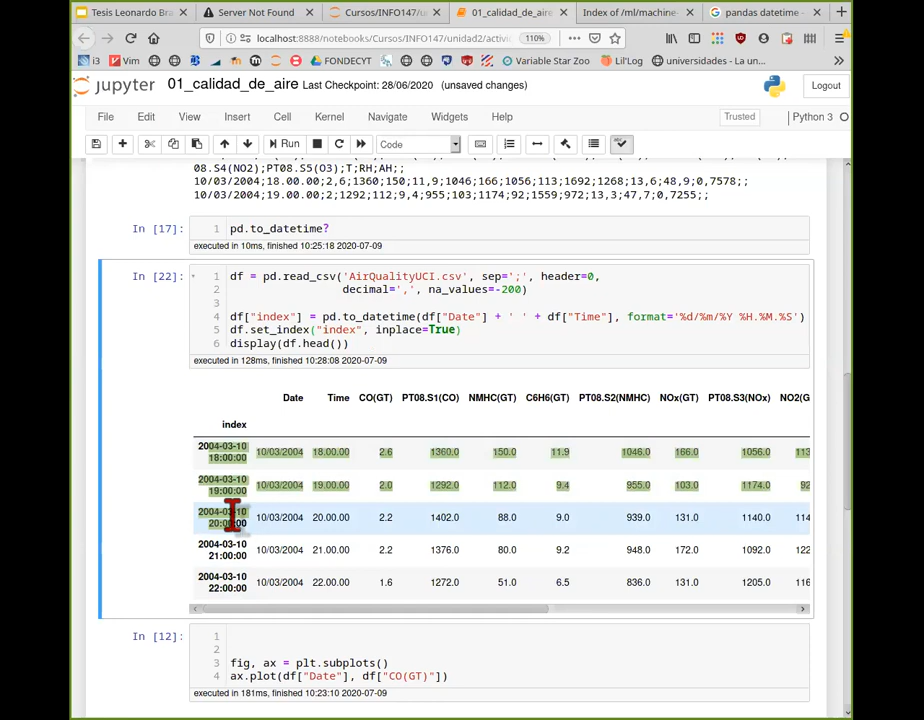 Tesis Leonardo Bra
Server Not Found
Cursos/INFO147/un
01_calidad_de_aire
Index of /ml/machine-
pandas datetime -
localhost:8888/notebooks/Cursos/INFO147/unidad2/activi
110%
i3
Vim
FONDECYT
Variable Star Zoo
Lil'Log
universidades - La un...
jupyter
01_calidad_de_aire Last Checkpoint: 28/06/2020 (unsaved changes)
Logout
File Edit View Insert Cell Kernel Navigate Widgets Help
Trusted
Python 3
Run
Code
08.S4(NO2);PT08.S5(O3);T;RH;AH;;
10/03/2004;18.00.00;2,6;1360;150;11,9;1046;166;1056;113;1692;1268;13,6;48,9;0,7578;;
10/03/2004;19.00.00;2;1292;112;9,4;955;103;1174;92;1559;972;13,3;47,7;0,7255;;
In [17]: 1 pd.to_datetime?
executed in 10ms, finished 10:25:18 2020-07-09
In [22]: 1 df = pd.read_csv('AirQualityUCI.csv', sep=';', header=0,
2 decimal=',', na_values=-200)
3
4 df["index"] = pd.to_datetime(df["Date"] + ' ' + df["Time"], format='%d/%m/%Y %H.%M.%S')
5 df.set_index("index", inplace=True)
6 display(df.head())
executed in 128ms, finished 10:28:08 2020-07-09
Date Time CO(GT) PT08.S1(CO) NMHC(GT) C6H6(GT) PT08.S2(NMHC) NOx(GT) PT08.S3(NOx) NO2(G
index
2004-03-10
18:00:00 10/03/2004 18.00.00 2.6 1360.0 150.0 11.9 1046.0 166.0 1056.0 113
2004-03-10
19:00:00 10/03/2004 19.00.00 2.0 1292.0 112.0 9.4 955.0 103.0 1174.0 92
2004-03-10
20:00:00 10/03/2004 20.00.00 2.2 1402.0 88.0 9.0 939.0 131.0 1140.0 114
2004-03-10
21:00:00 10/03/2004 21.00.00 2.2 1376.0 80.0 9.2 948.0 172.0 1092.0 122
2004-03-10
22:00:00 10/03/2004 22.00.00 1.6 1272.0 51.0 6.5 836.0 131.0 1205.0 116
In [12]: 1
2
3 fig, ax = plt.subplots()
4 ax.plot(df["Date"], df["CO(GT)"])
executed in 181ms, finished 10:23:10 2020-07-09